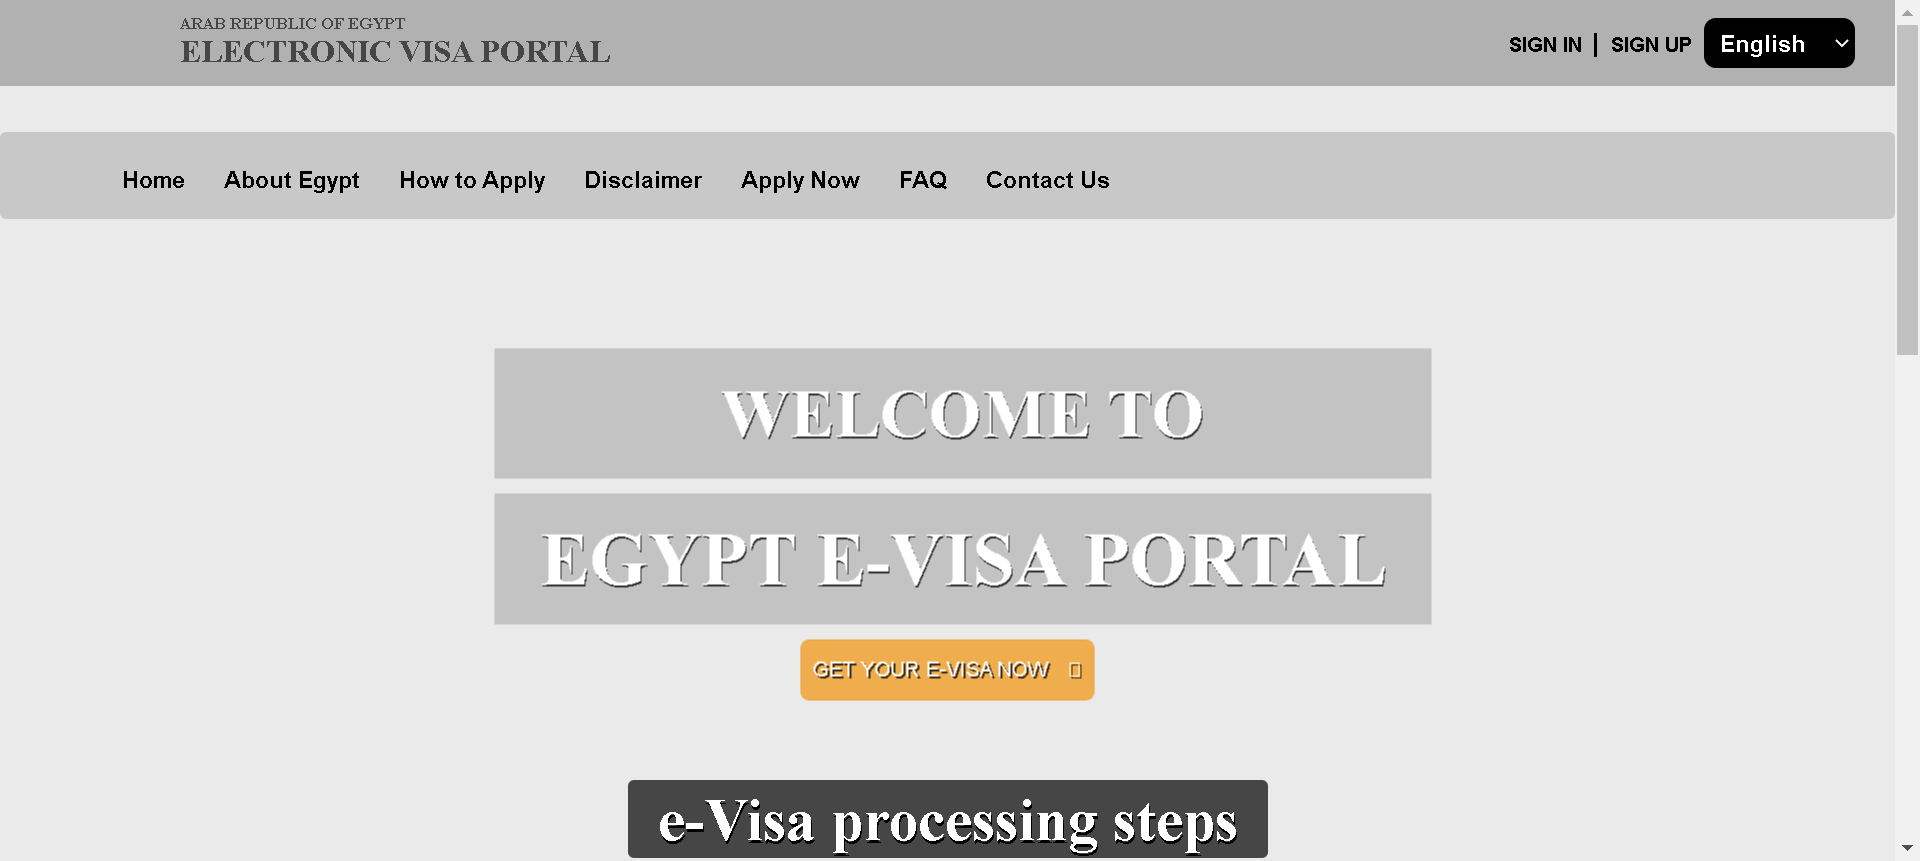 ARAB REPUBLIC OF EGYPT
ELECTRONIC VISA PORTAL
SIGN IN | SIGN UP English
Home About Egypt How to Apply Disclaimer Apply Now FAQ Contact Us
WELCOME TO
EGYPT E-VISA PORTAL
GET YOUR E-VISA NOW
e-Visa processing steps